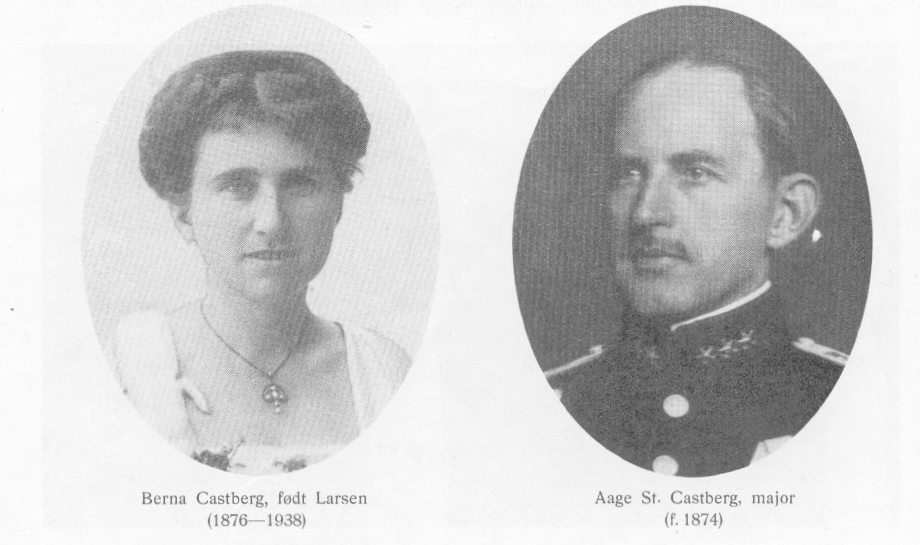 Berna Castberg, født Larsen
(1876—1938)
Aage St. Castberg, major
(f. 1874)